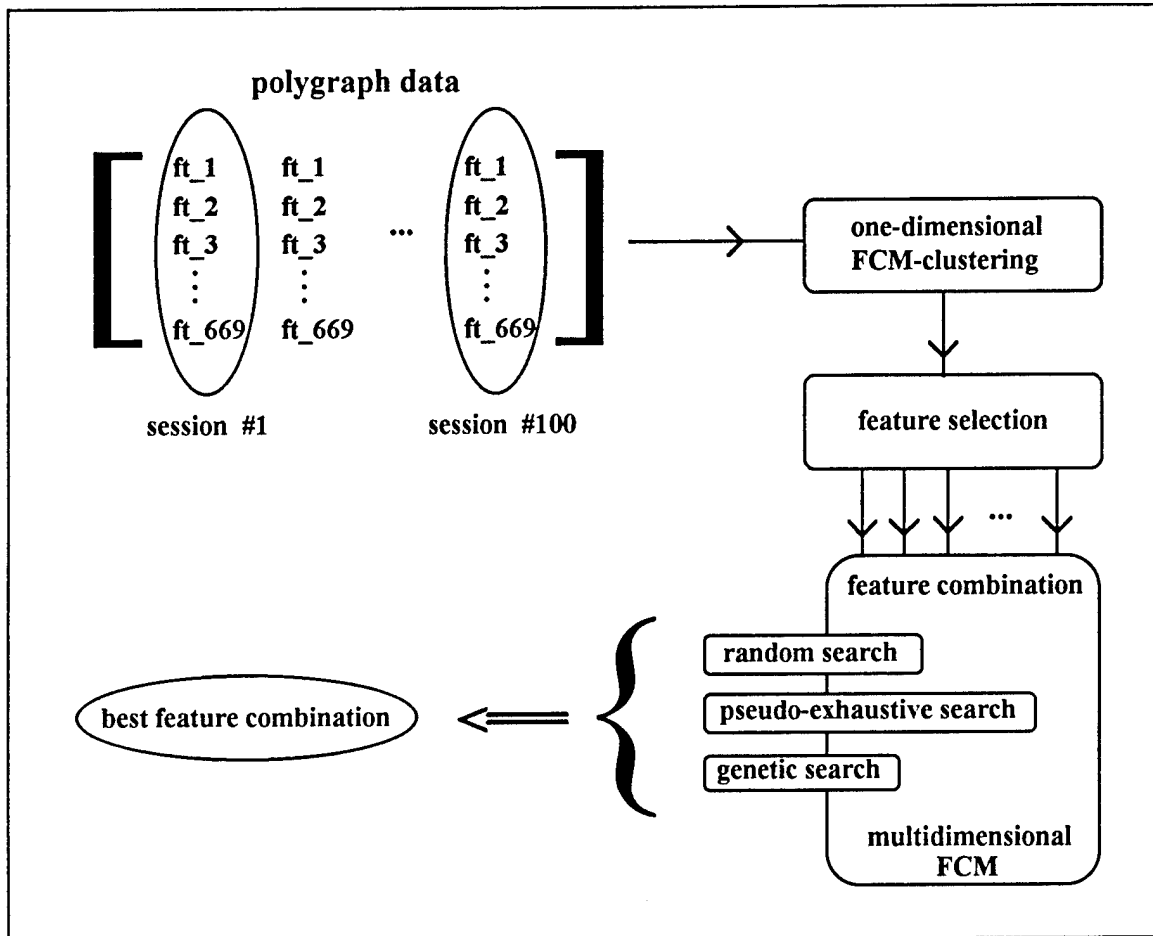 polygraph data
ft_1 ft_1 ft_1
ft_2 ft_2 ft_2
ft_3 ft_3 ... ft_3
ft_669 ft_669 ft_669
session #1 session #100
one-dimensional
FCM-clustering
feature selection
...
feature combination
random search
pseudo-exhaustive search
genetic search
best feature combination
multidimensional
FCM